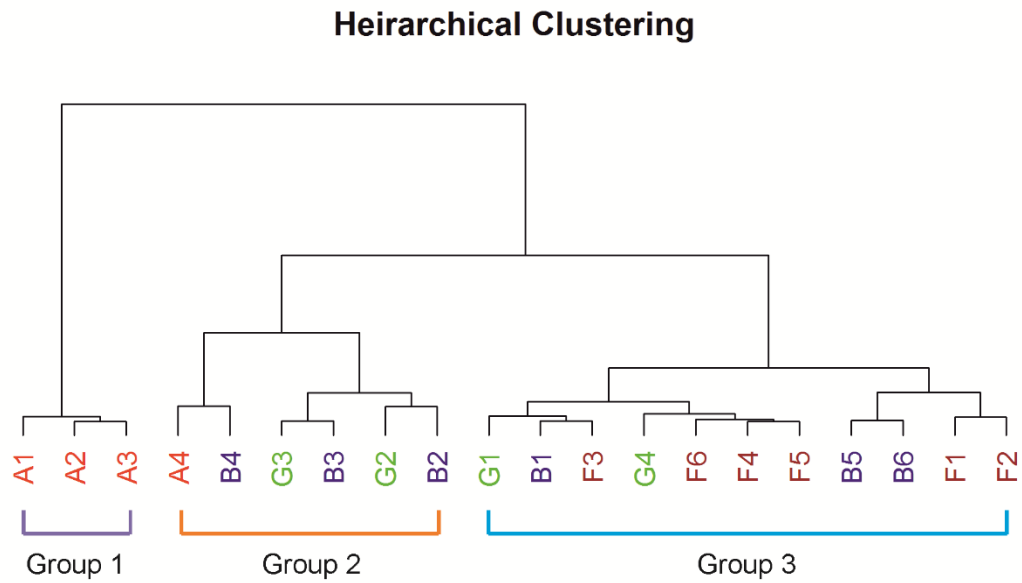 Heirarchical Clustering
A1 A2 A3 A4 B4 G3 B3 G2 B2 G1 B1 F3 G4 F6 F4 F5 B5 B6 F1 F2
Group 1 Group 2 Group 3